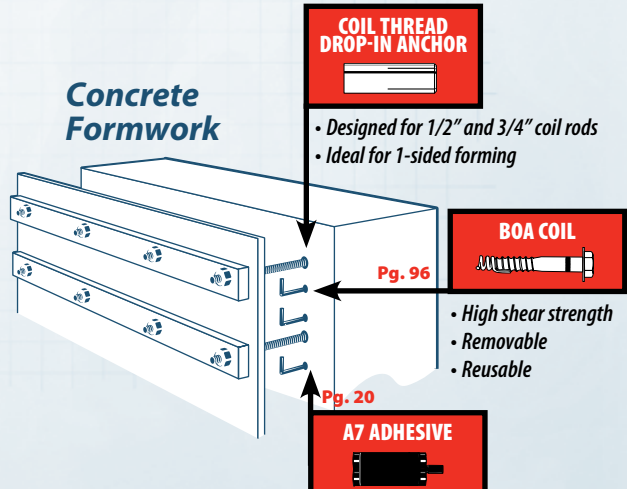 COIL THREAD
DROP-IN ANCHOR
Concrete
Formwork
• Designed for 1/2” and 3/4” coil rods
• Ideal for 1-sided forming
BOA COIL
Pg. 96
• High shear strength
• Removable
• Reusable
Pg. 20
A7 ADHESIVE